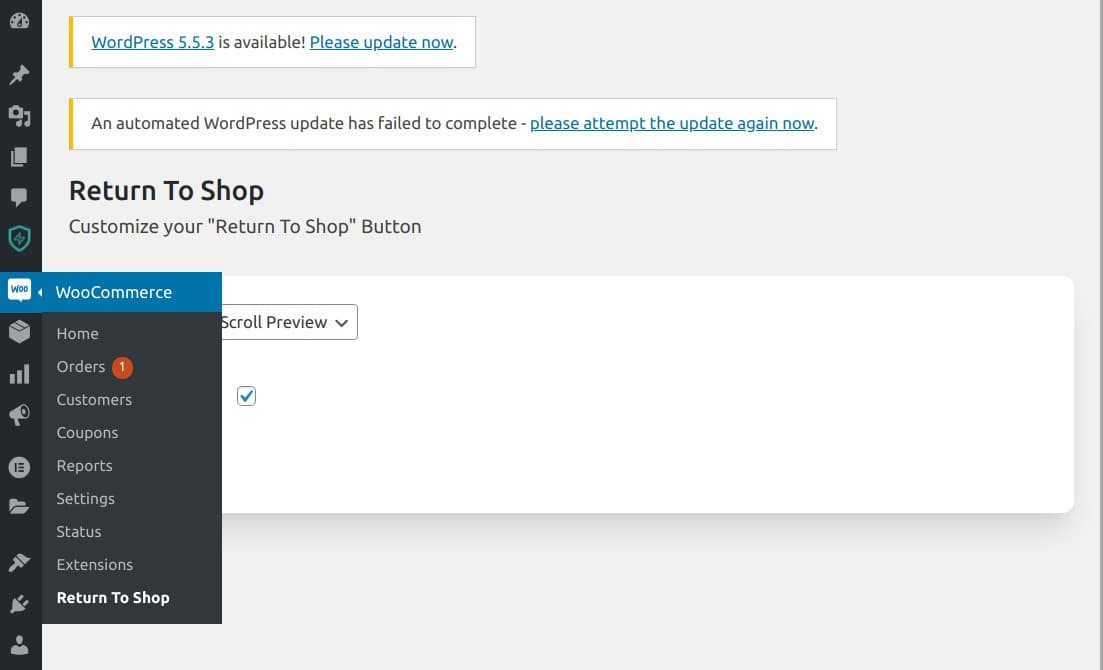 WordPress 5.5.3 is available! Please update now.
An automated WordPress update has failed to complete - please attempt the update again now.
Return To Shop
Customize your "Return To Shop" Button
Woo
WooCommerce
Scroll Preview
Home
Orders 1
Customers
Coupons
Reports
Settings
Status
Extensions
Return To Shop